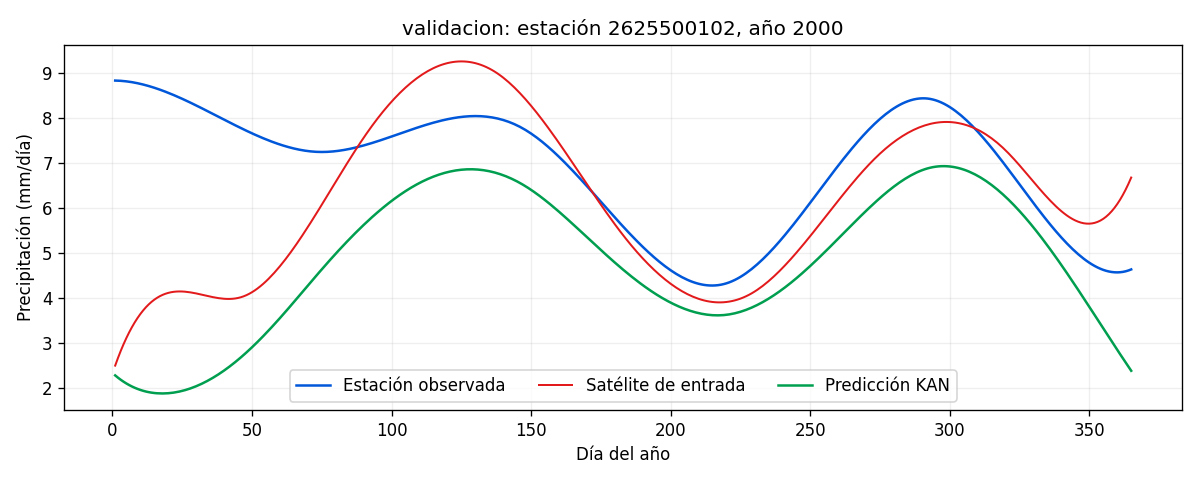 validacion: estación 2625500102, año 2000
Precipitación (mm/día)
9
8
7
6
5
4
3
2
Estación observada
Satélite de entrada
Predicción KAN
0 50 100 150 200 250 300 350
Día del año